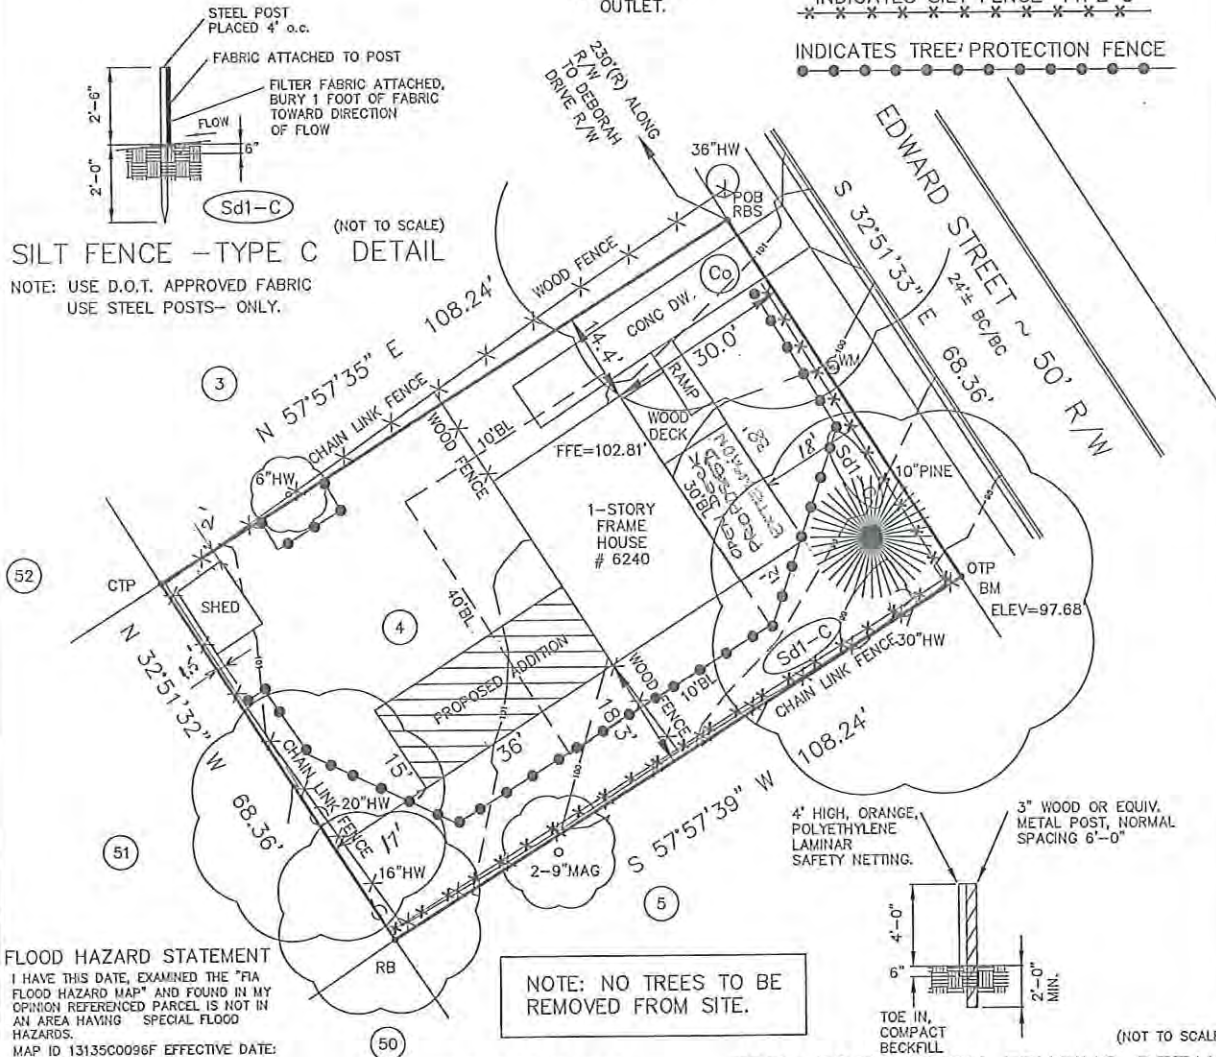 STEEL POST
PLACED 4' o.c.
FABRIC ATTACHED TO POST
FILTER FABRIC ATTACHED,
BURY 1 FOOT OF FABRIC
TOWARD DIRECTION
OF FLOW
FLOW
2'-6"
6"
2'-0"
Sd1-C
(NOT TO SCALE)
SILT FENCE -TYPE C DETAIL
NOTE: USE D.O.T. APPROVED FABRIC
USE STEEL POSTS- ONLY.
OUTLET.
INDICATES SILT FENCE TYPE C
INDICATES TREE PROTECTION FENCE
230'(R) ALONG
R/W
TO DEBORAH
DRIVE R/W
36"HW
POB
RBS
EDWARD STREET ~ 50' R/W
24'± BC/BC
S 32°51'33" E
68.36'
N 57°57'35" E 108.24'
WOOD FENCE
CHAIN LINK FENCE
CONC DW.
Co
14.4'
30.0'
RAMP
WM
WOOD
DECK
WOOD FENCE
10'BL
FFE=102.81'
28'
30'BL
18'
Sd1-C
10"PINE
3
6"HW
1-STORY
FRAME
HOUSE
# 6240
12'
OTP
BM
ELEV=97.68
52
CTP
2'
SHED
1.5'
4
40'BL
PROPOSED ADDITION
WOOD FENCE
10'BL
Sd1-C
30"HW
CHAIN LINK FENCE
N 32°51'32" W
68.36'
CHAIN LINK FENCE
15'
36'
18.3'
20"HW
17'
16"HW
2-9"MAG
S 57°57'39" W
108.24'
51
5
RB
50
4' HIGH, ORANGE,
POLYETHYLENE
LAMINAR
SAFETY NETTING.
3" WOOD OR EQUIV.
METAL POST, NORMAL
SPACING 6'-0"
4'-0"
6"
2'-0"
MIN.
TOE IN,
COMPACT
BECKFILL
(NOT TO SCALE
FLOOD HAZARD STATEMENT
I HAVE THIS DATE, EXAMINED THE "FIA
FLOOD HAZARD MAP" AND FOUND IN MY
OPINION REFERENCED PARCEL IS NOT IN
AN AREA HAVING SPECIAL FLOOD
HAZARDS.
MAP ID 13135C0096F EFFECTIVE DATE:
NOTE: NO TREES TO BE
REMOVED FROM SITE.